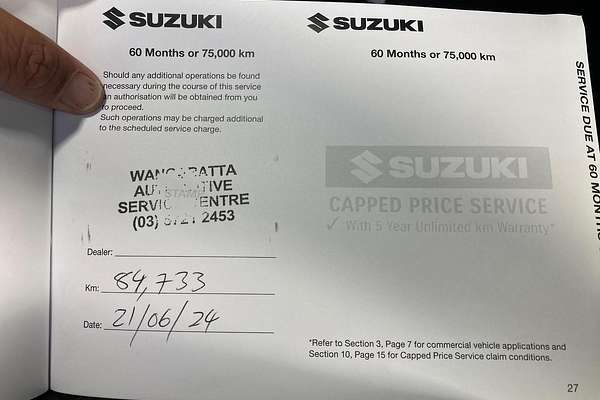 SUZUKI
60 Months or 75,000 km
Should any additional operations be found
necessary during the course of this service
an authorisation will be obtained from you
to proceed.
Such operations may be charged additional
to the scheduled service charge.
STAMP
SERVICE CENTRE
(03) 5721 2453
Dealer:
Km: 84,733
Date: 21/06/24
SUZUKI
60 Months or 75,000 km
SUZUKI
CAPPED PRICE SERVICE
✓ With 5 Year Unlimited km Warranty*
*Refer to Section 3, Page 7 for commercial vehicle applications and
Section 10, Page 15 for Capped Price Service claim conditions.
27
SERVICE DUE AT 60 MONTHS